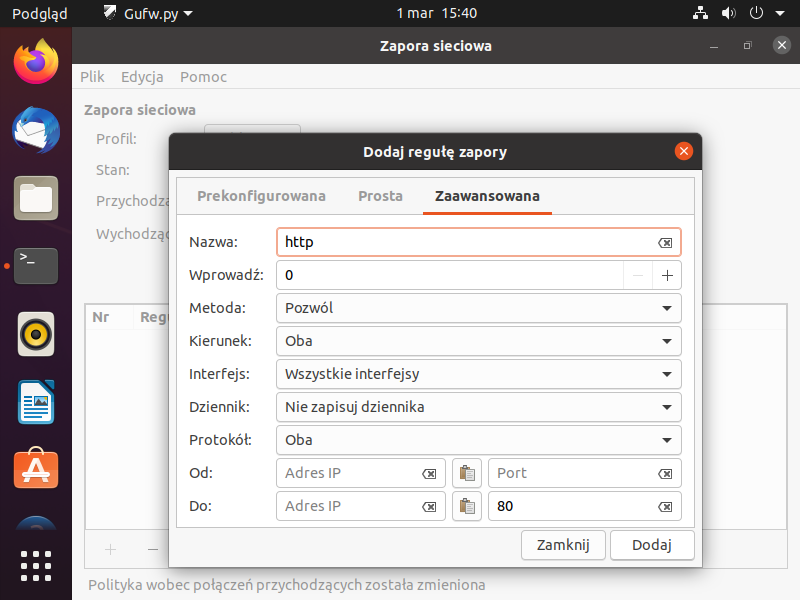 Podgląd Gufw.py 1 mar 15:40
Zapora sieciowa
Plik Edycja Pomoc
Zapora sieciowa
Profil:
Stan:
Przychodzą
Wychodząc
Nr Regu
Dodaj regułę zapory
Prekonfigurowana Prosta Zaawansowana
Nazwa: http
Wprowadź: 0
Metoda: Pozwól
Kierunek: Oba
Interfejs: Wszystkie interfejsy
Dziennik: Nie zapisuj dziennika
Protokół: Oba
Od: Adres IP Port
Do: Adres IP 80
Zamknij Dodaj
Polityka wobec połączeń przychodzących została zmieniona